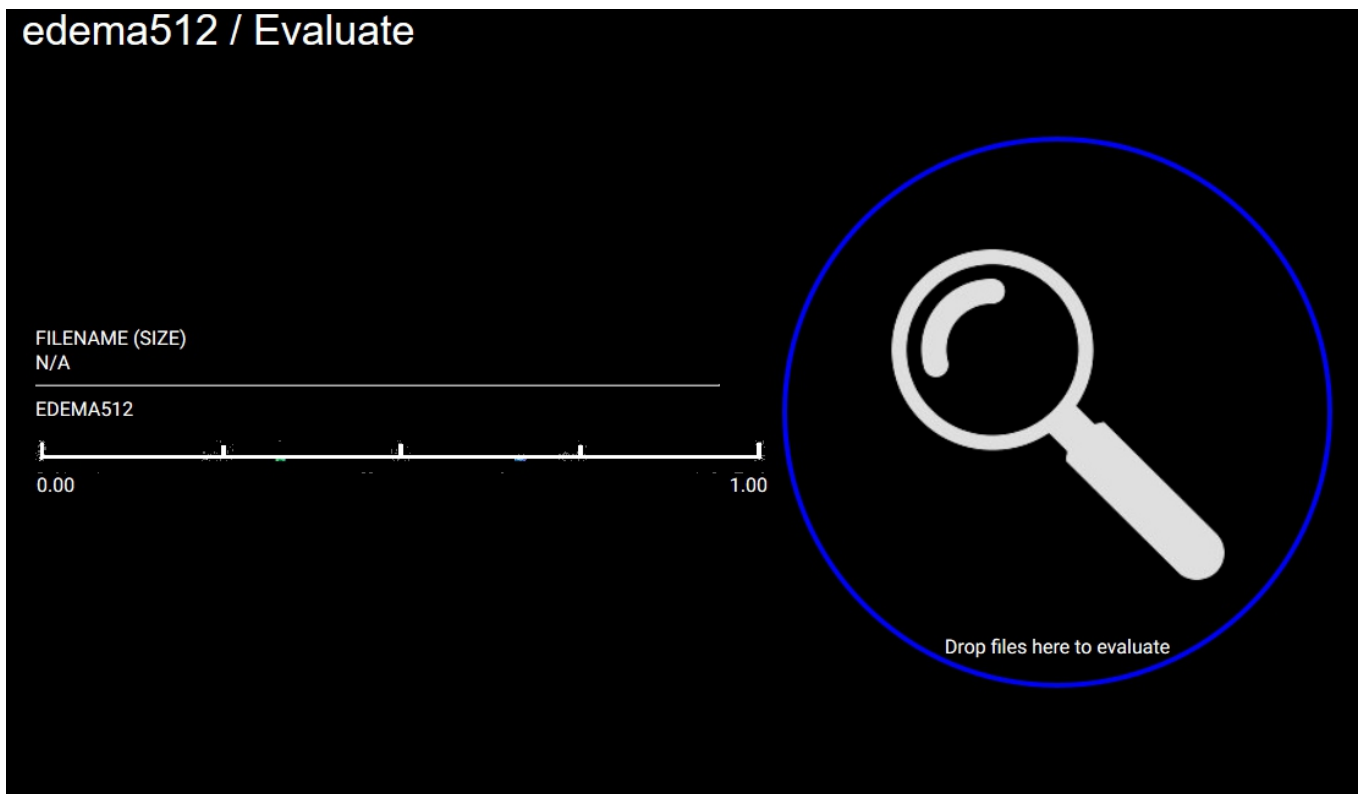 edema512 / Evaluate
FILENAME (SIZE)
N/A
EDEMA512
0.00 1.00
Drop files here to evaluate